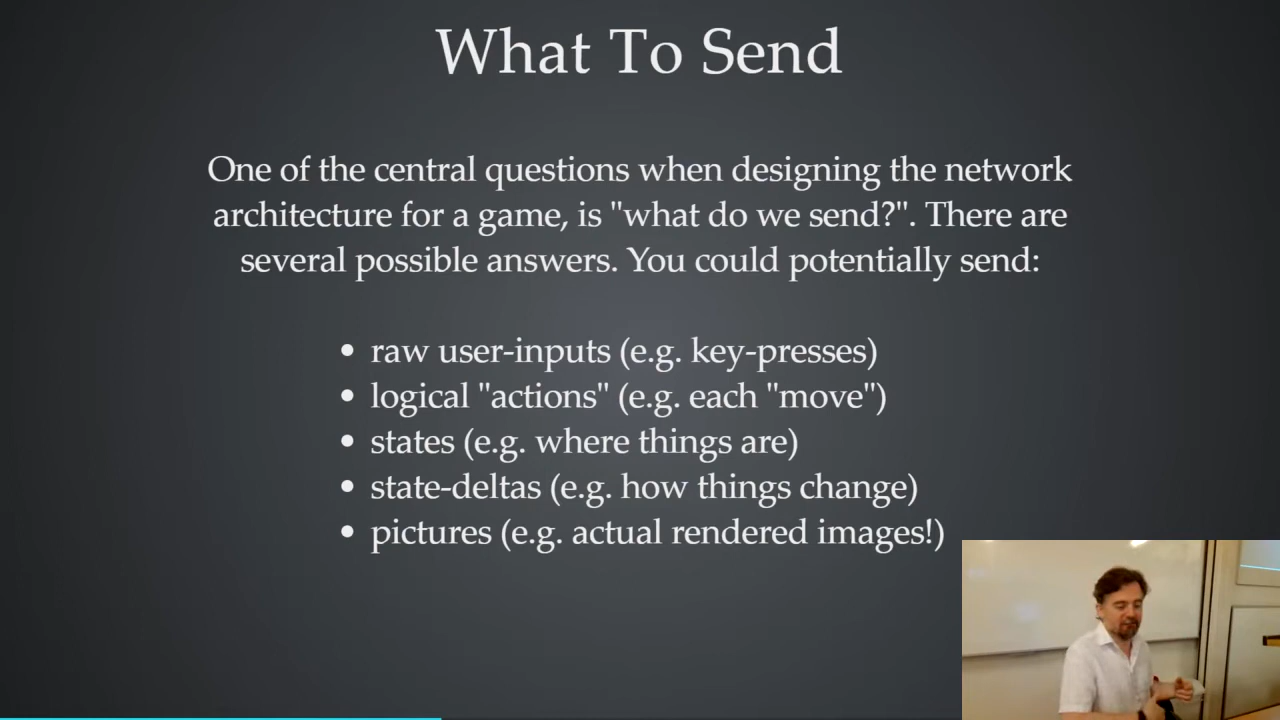 What To Send
One of the central questions when designing the network
architecture for a game, is "what do we send?". There are
several possible answers. You could potentially send:
• raw user-inputs (e.g. key-presses)
• logical "actions" (e.g. each "move")
• states (e.g. where things are)
• state-deltas (e.g. how things change)
• pictures (e.g. actual rendered images!)